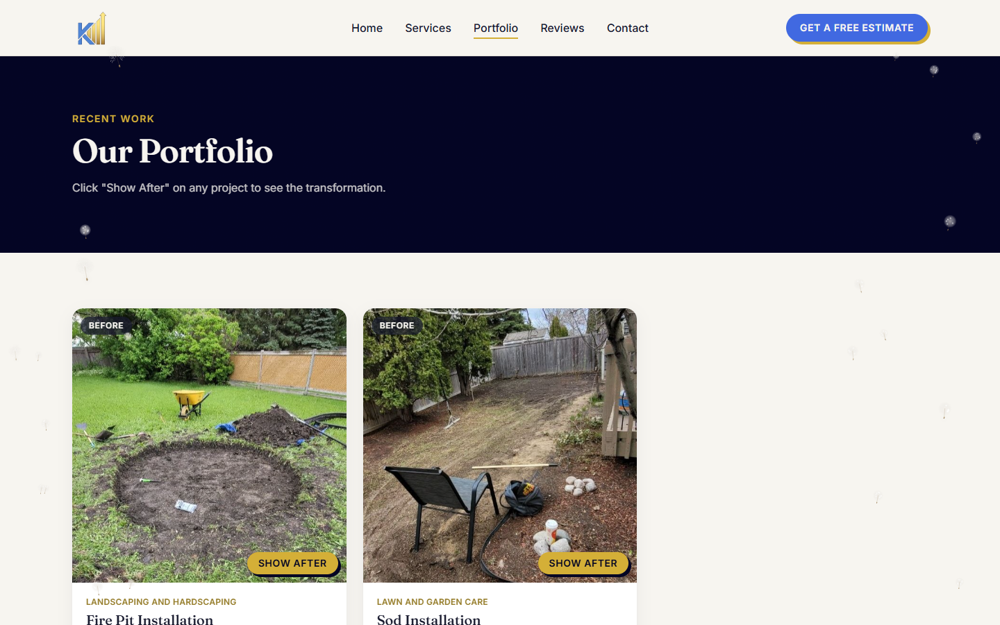 K
Home
Services
Portfolio
Reviews
Contact
GET A FREE ESTIMATE
RECENT WORK
Our Portfolio
Click "Show After" on any project to see the transformation.
BEFORE
SHOW AFTER
LANDSCAPING AND HARDSCAPING
Fire Pit Installation
BEFORE
SHOW AFTER
LAWN AND GARDEN CARE
Sod Installation